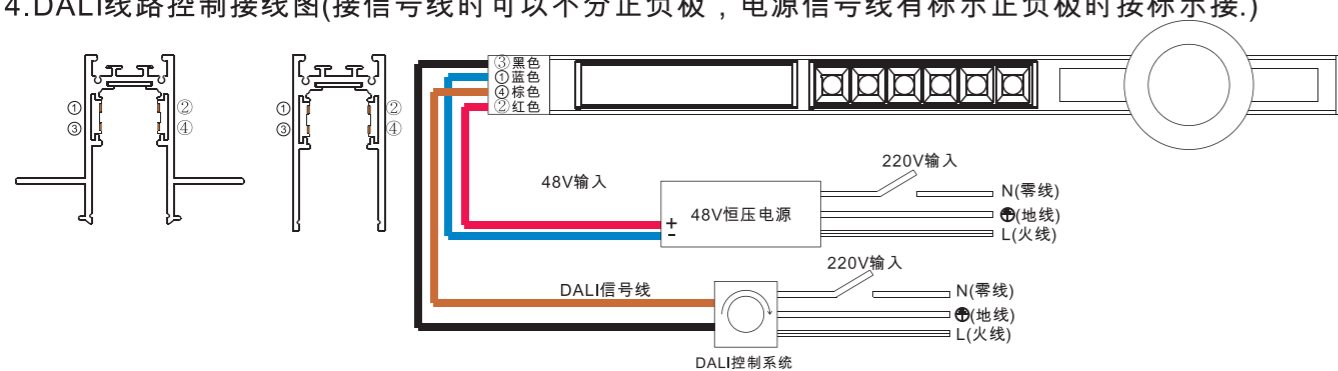 4.DALI线路控制接线图(接信号线时可以不分正负极，电源信号线有标示正负极时按标示接.)
③黑色
①蓝色
④棕色
②红色
① ②
③ ④
① ②
③ ④
220V输入
48V输入
48V恒压电源
+
-
N(零线)
(地线)
L(火线)
220V输入
DALI信号线
N(零线)
(地线)
L(火线)
DALI控制系统